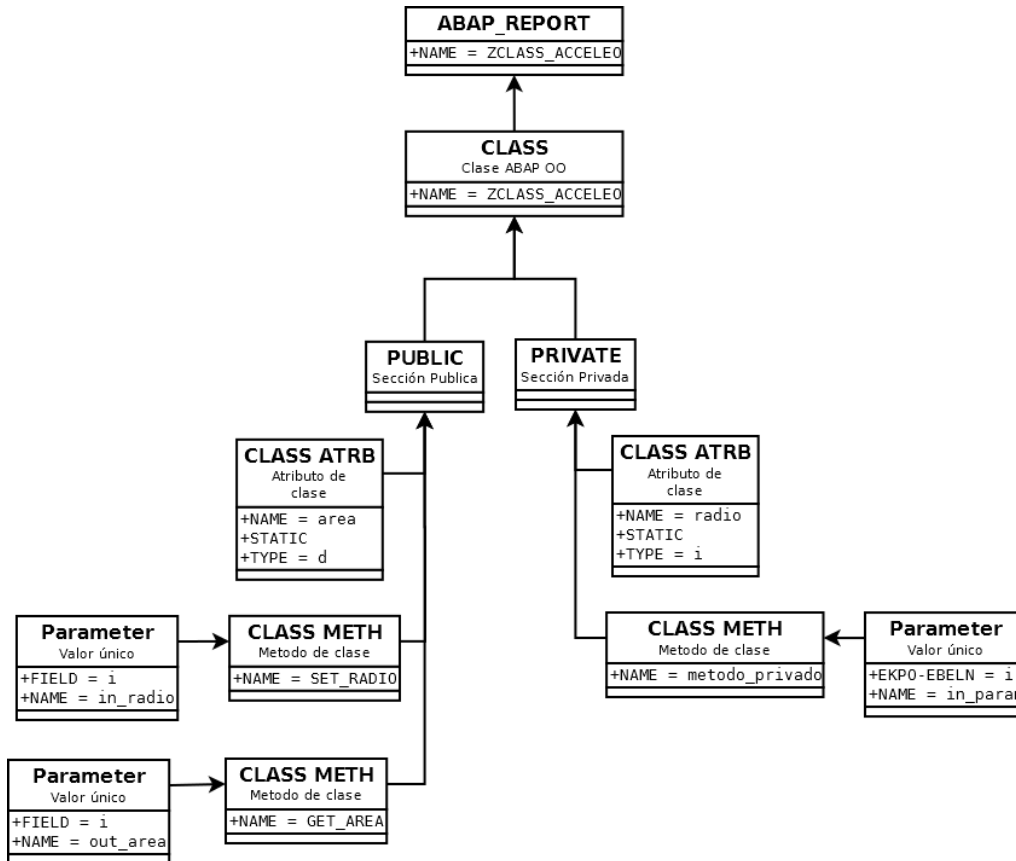 ABAP_REPORT
+NAME = ZCLASS_ACCELEO
CLASS
Clase ABAP OO
+NAME = ZCLASS_ACCELEO
PUBLIC
Sección Publica
PRIVATE
Sección Privada
CLASS ATRB
Atributo de
clase
+NAME = area
+STATIC
+TYPE = d
CLASS ATRB
Atributo de
clase
+NAME = radio
+STATIC
+TYPE = i
Parameter
Valor único
+FIELD = i
+NAME = in_radio
CLASS METH
Metodo de clase
+NAME = SET_RADIO
CLASS METH
Metodo de clase
+NAME = metodo_privado
Parameter
Valor único
+EKPO-EBELN = i
+NAME = in_param
Parameter
Valor único
+FIELD = i
+NAME = out_area
CLASS METH
Metodo de clase
+NAME = GET_AREA